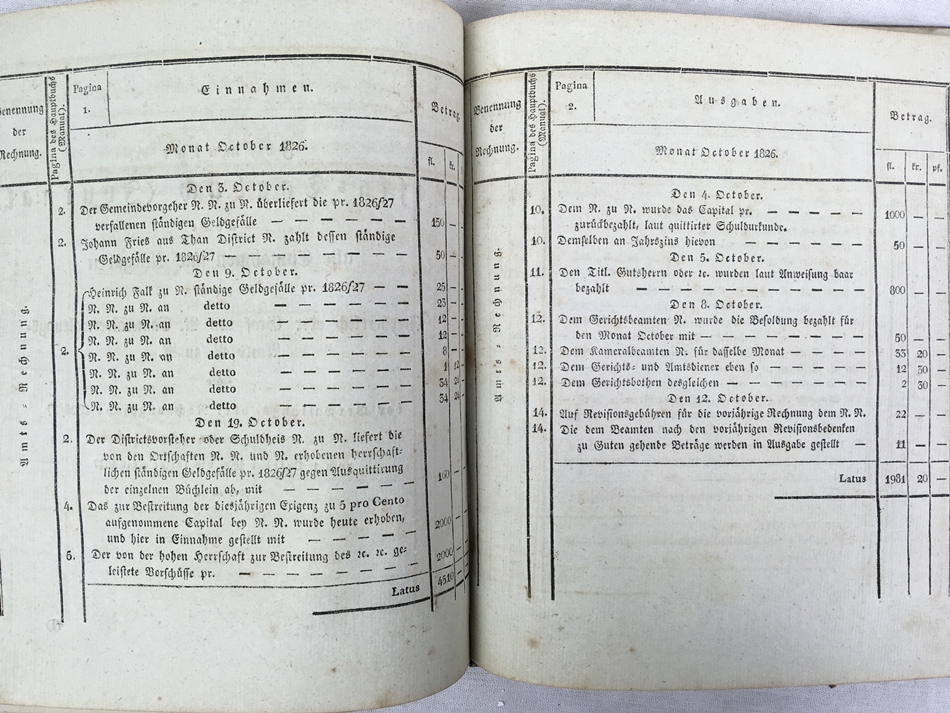 Benennung der Rechnung.
Pagina des Hauptbuchs (Manual).
Pagina 1.
Einnahmen.
Betrag
Monat October 1826.
fl. kr.
Amts-Rechnung.
Den 3. October.
2. Der Gemeindevorgeher N. N. zu N. überliefert die pr. 1826/27
verfallenen ständigen Geldgefälle — — — — — — 150 —
2. Johann Fries aus Than District N. zahlt dessen ständige
Geldgefälle pr. 1826/27 — — — — — — — 50 —
Den 9. October.
Heinrich Falk zu N. ständige Geldgefälle pr. 1826/27 — — 25 —
N. N. zu N. an detto — — — — — 23 —
N. N. zu N. an detto — — — — — 12 —
N. N. zu N. an detto — — — — — 12 —
2. N. N. zu N. an detto — — — — — 8
N. N. zu N. an detto — — — — —
N. N. zu N. an detto — — — — — 34
N. N. zu N. an detto — — — — — 34
Den 19. October.
2. Der Districtsvorsteher oder Schuldheis N. zu N. liefert die
von den Ortschaften N. N. und N. erhobenen herrschaft-
lichen ständigen Geldgefälle pr. 1826/27 gegen Ausquittirung
der einzelnen Büchlein ab, mit — — — — 160
4. Das zur Bestreitung der diesjährigen Exigenz zu 5 pro Cento
aufgenommene Capital bey N. N. wurde heute erhoben,
und hier in Einnahme gestellt mit — — — — 2000
5. Der von der hohen Herrschaft zur Bestreitung des ꝛc. ꝛc. ge-
leistete Vorschüsse pr. — — — — — — 2000
Latus 4510
Benennung der Rechnung.
Pagina des Hauptbuchs (Manual).
Pagina 2.
Ausgaben.
Betrag.
Monat October 1826.
fl. kr. pf.
Amts-Rechnung.
Den 4. October.
10. Dem N. zu N. wurde das Capital pr. — — — — 1000 — —
zurückbezahlt, laut quittirter Schuldurkunde.
10. Demselben an Jahrszins hievon — — — — — 50 — —
Den 5. October.
11. Den Titl. Gutsherrn oder ꝛc. wurden laut Anweisung baar
bezahlt — — — — — — — — 800 — —
Den 8. October.
12. Dem Gerichtsbeamten N. wurde die Besoldung bezahlt für
den Monat October mit — — — — — — 50 — —
12. Dem Kameralbeamten N. für dasselbe Monat — — — 33 20 —
12. Dem Gerichts- und Amtsdiener eben so — — — — 12 30 —
12. Dem Gerichtsbothen desgleichen — — — — — 2 30 —
Den 12. October.
14. Auf Revisionsgebühren für die vorjährige Rechnung dem N. N. 22 — —
14. Die dem Beamten nach den vorjährigen Revisionsbedenken
zu Guten gehende Beträge werden in Ausgabe gestellt — 11 — —
Latus 1981 20 —